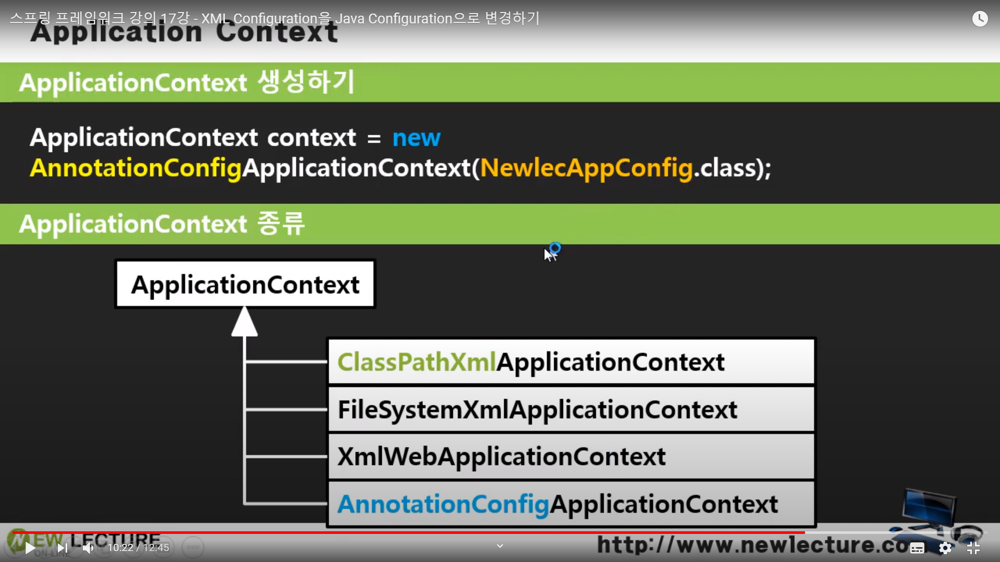 스프링 프레임워크 강의 17강 - XML Configuration을 Java Configuration으로 변경하기
Application Context
ApplicationContext 생성하기
ApplicationContext context = new
AnnotationConfigApplicationContext(NewlecAppConfig.class);
ApplicationContext 종류
ApplicationContext
ClassPathXmlApplicationContext
FileSystemXmlApplicationContext
XmlWebApplicationContext
AnnotationConfigApplicationContext
NEW LECTURE
ON-LINE
10:22 / 12:45
http://www.newlecture.co